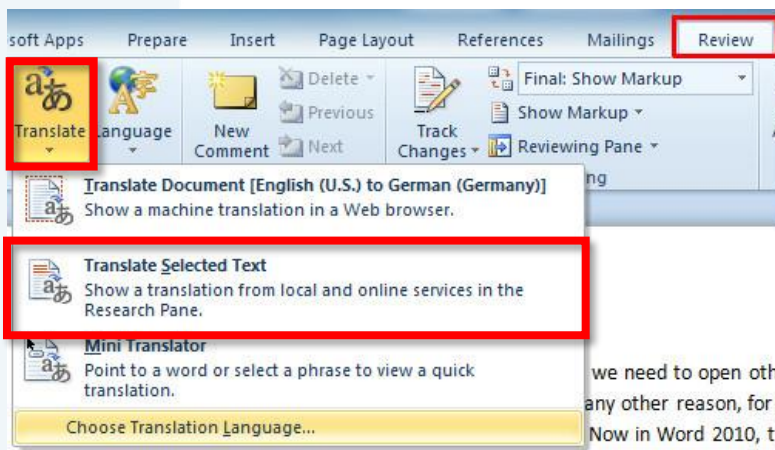 soft Apps Prepare Insert Page Layout References Mailings Review
Translate
Language
New
Comment
Delete
Previous
Next
Track
Changes
Final: Show Markup
Show Markup
Reviewing Pane
ng
Translate Document [English (U.S.) to German (Germany)]
Show a machine translation in a Web browser.
Translate Selected Text
Show a translation from local and online services in the
Research Pane.
Mini Translator
Point to a word or select a phrase to view a quick
translation.
Choose Translation Language...
we need to open oth
any other reason, for
Now in Word 2010, t